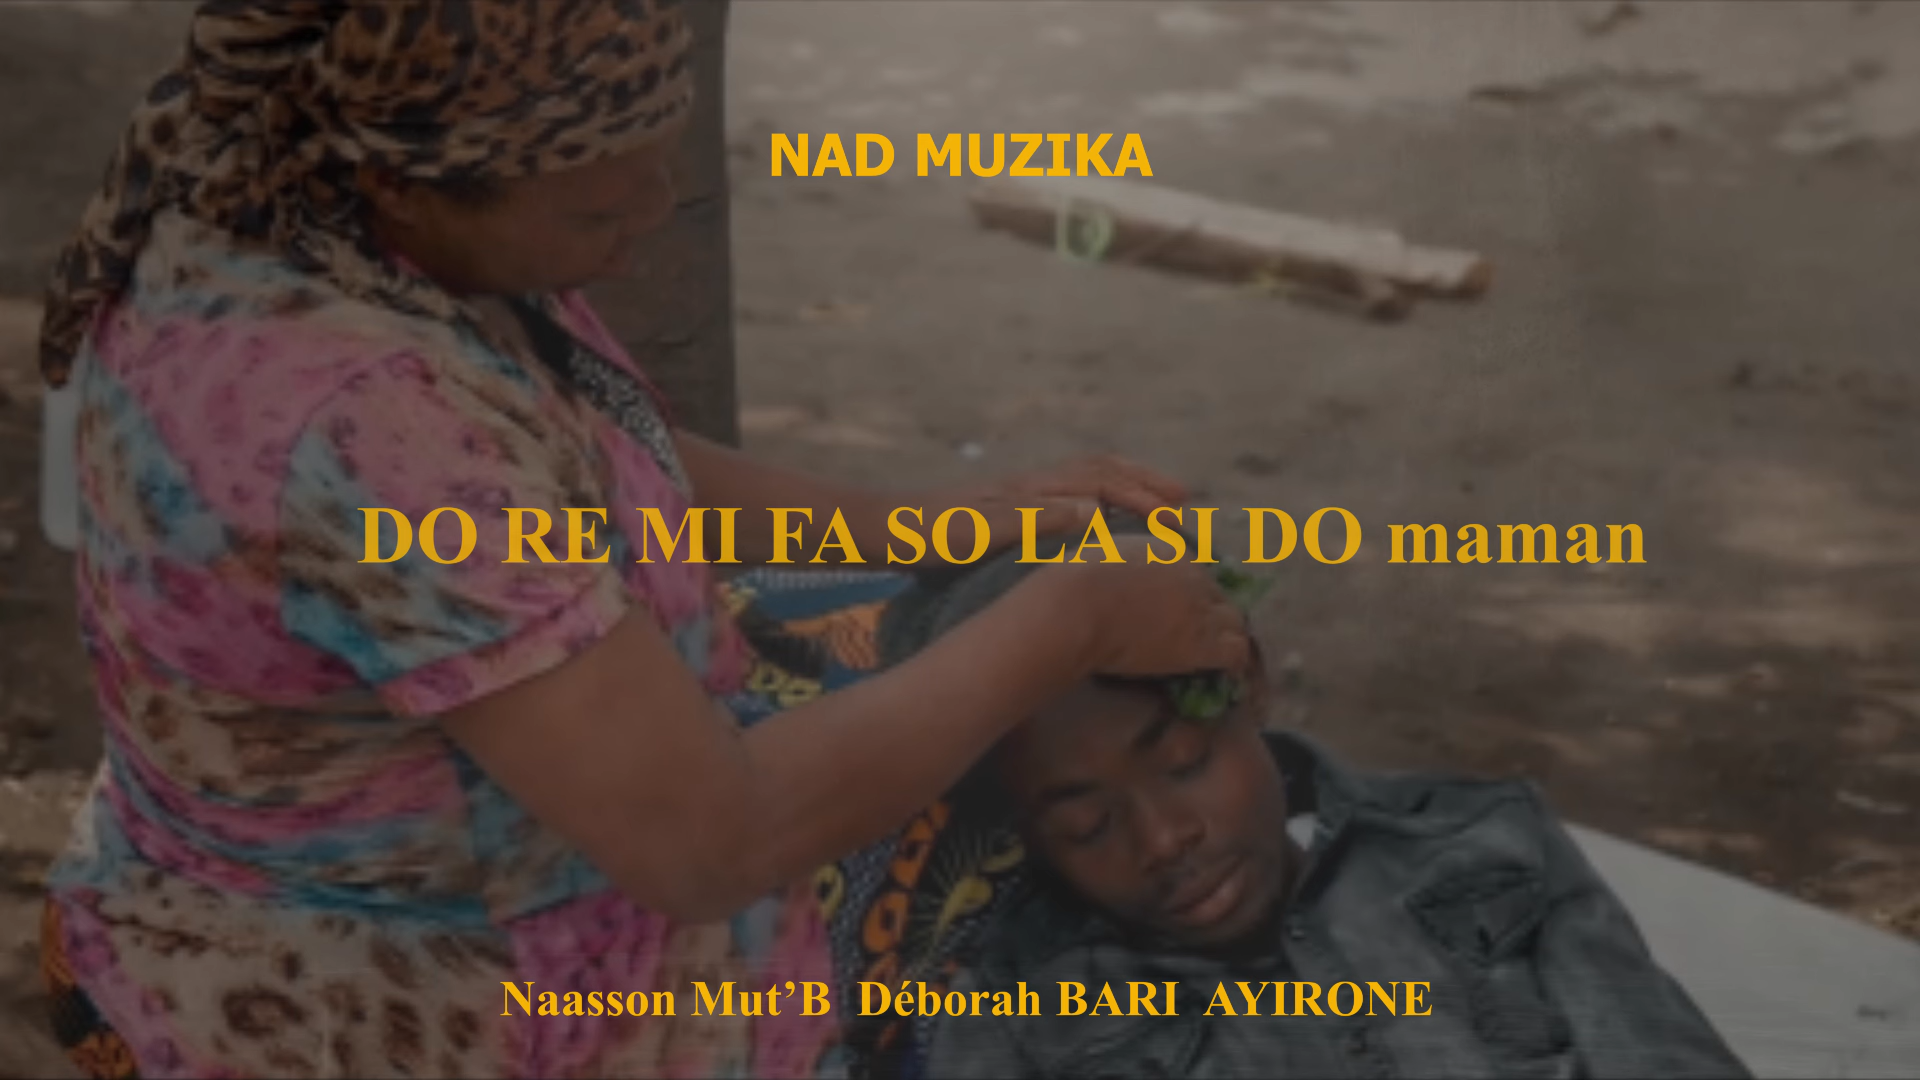 NAD MUZIKA
DO RE MI FA SO LA SI DO maman
Naasson Mut’B  Déborah BARI  AYIRONE